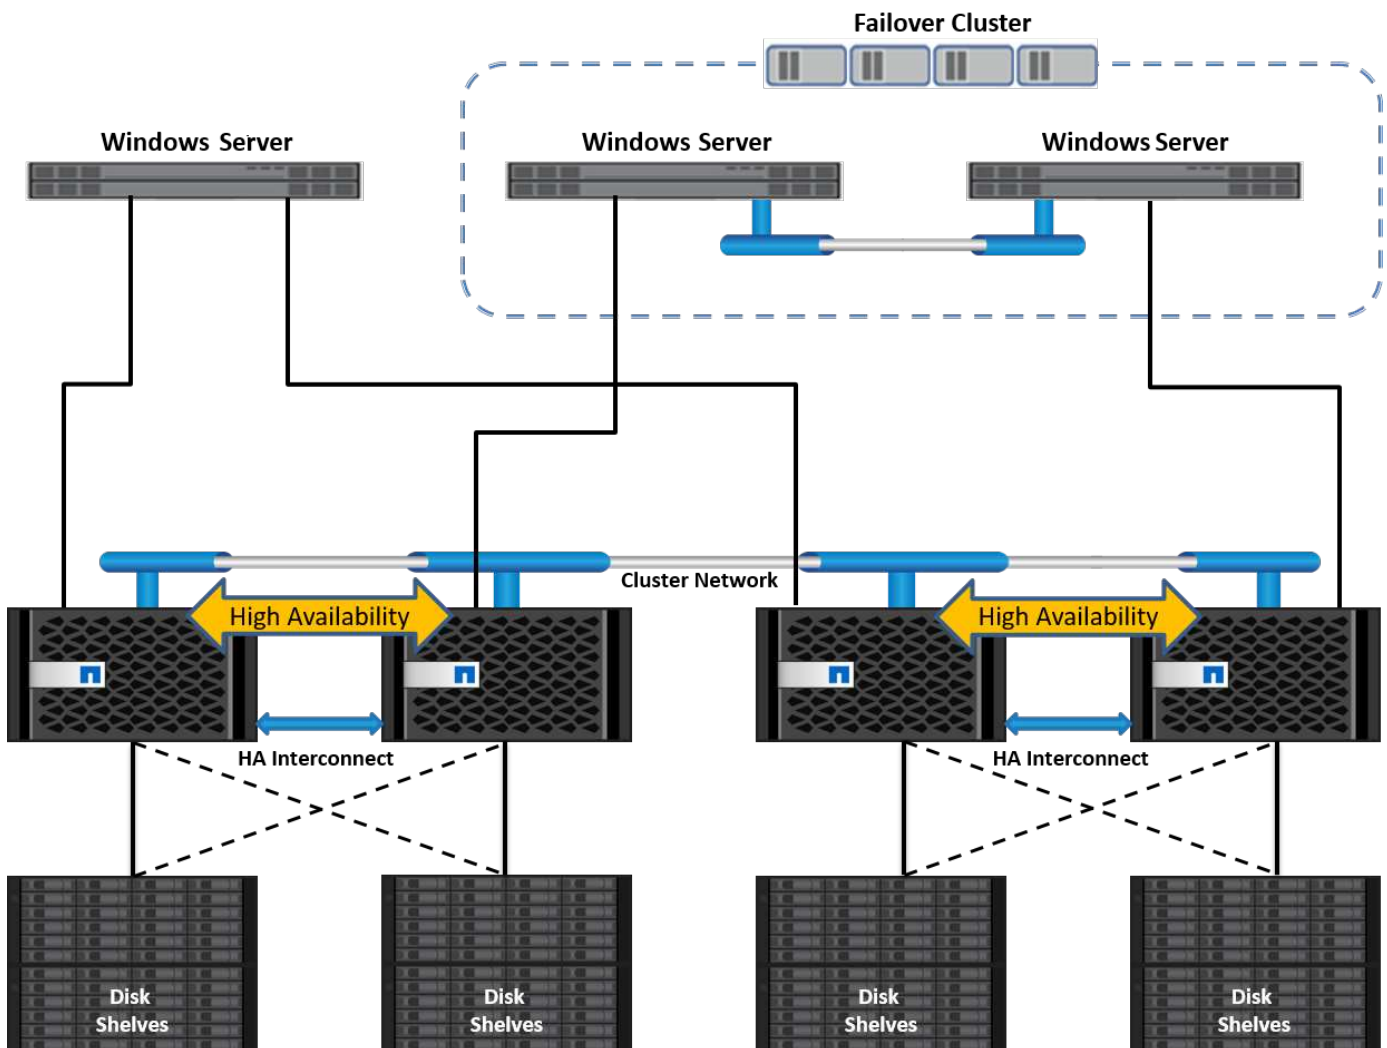 Failover Cluster
Windows Server
Windows Server
Windows Server
Cluster Network
High Availability
High Availability
HA Interconnect
HA Interconnect
Disk
Shelves
Disk
Shelves
Disk
Shelves
Disk
Shelves